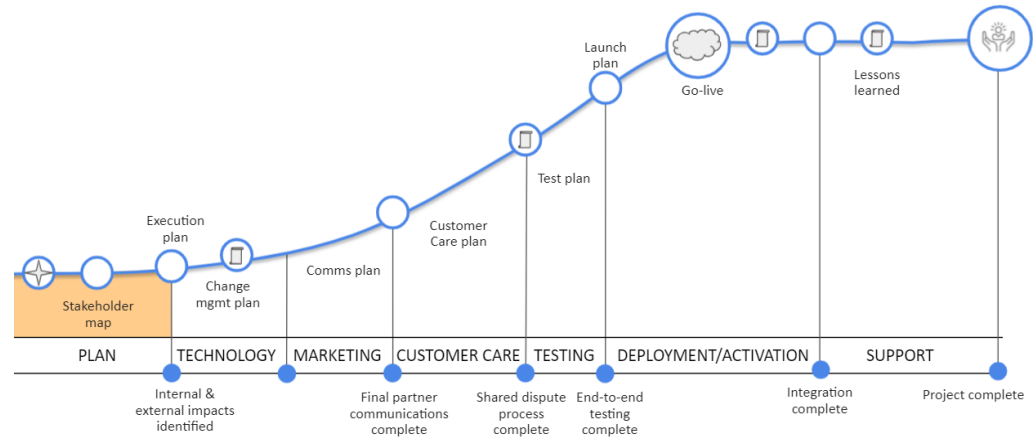 Launch
plan
Go-live
Lessons
learned
Test plan
Execution
plan
Customer
Care plan
Comms plan
Change
mgmt plan
Stakeholder
map
PLAN
TECHNOLOGY
MARKETING
CUSTOMER CARE
TESTING
DEPLOYMENT/ACTIVATION
SUPPORT
Internal &
external impacts
identified
Final partner
communications
complete
Shared dispute
process
complete
End-to-end
testing
complete
Integration
complete
Project complete